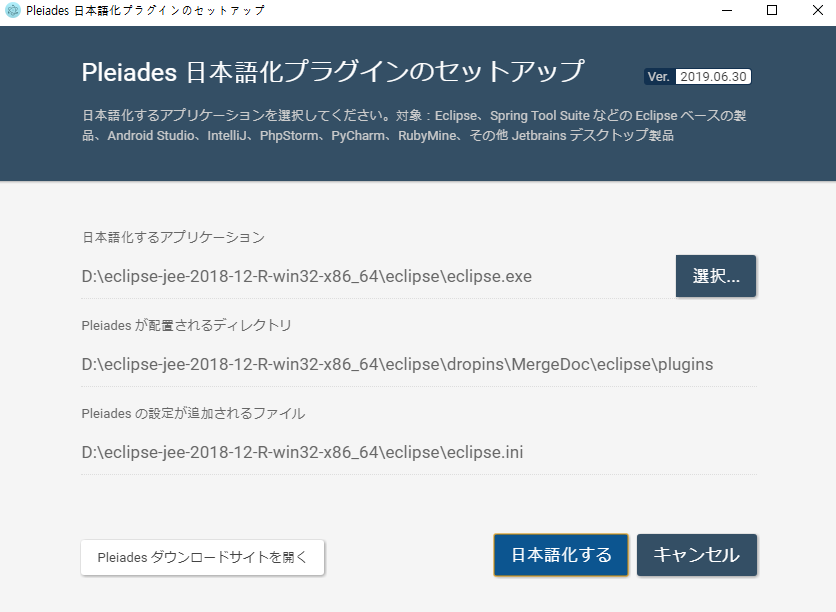 Pleiades 日本語化プラグインのセットアップ
Pleiades 日本語化プラグインのセットアップ
Ver. 2019.06.30
日本語化するアプリケーションを選択してください。対象：Eclipse、Spring Tool Suite などの Eclipse ベースの製
品、Android Studio、IntelliJ、PhpStorm、PyCharm、RubyMine、その他 Jetbrains デスクトップ製品
日本語化するアプリケーション
D:\eclipse-jee-2018-12-R-win32-x86_64\eclipse\eclipse.exe
選択...
Pleiades が配置されるディレクトリ
D:\eclipse-jee-2018-12-R-win32-x86_64\eclipse\dropins\MergeDoc\eclipse\plugins
Pleiades の設定が追加されるファイル
D:\eclipse-jee-2018-12-R-win32-x86_64\eclipse\eclipse.ini
Pleiades ダウンロードサイトを開く
日本語化する
キャンセル